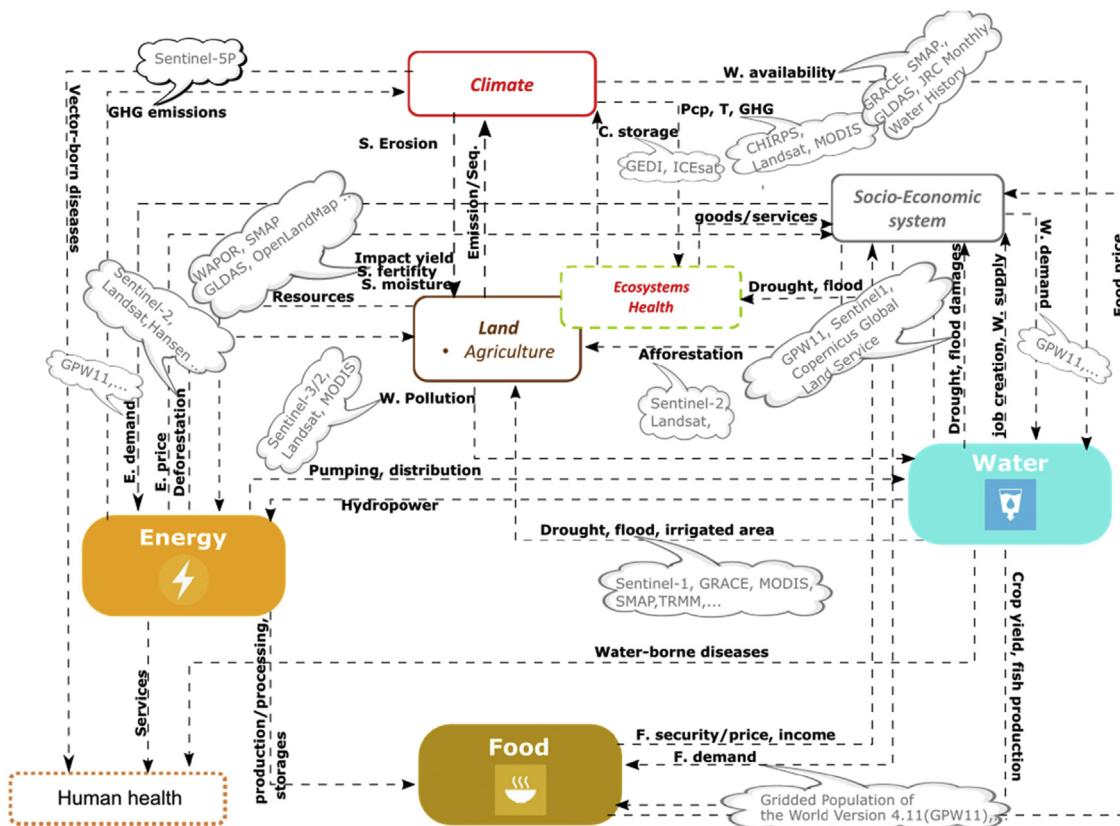 Sentinel-5P
Climate
W. availability
GRACE, SMAP,
GLDAS, JRC Monthly
Water History
GHG emissions
Vector-born diseases
S. Erosion
Emission/Seq.
C. storage
Pcp, T, GHG
GEDI, ICEsat
CHIRPS,
Landsat, MODIS
Socio-Economic
system
goods/services
W. demand
Food price
WAPOR, SMAP
GLDAS, OpenLandMap ..
Impact yield
S. fertifity
S. moisture
Resources
Ecosystems
Health
Drought, flood
Land
• Agriculture
Afforestation
Sentinel-2,
Landsat,Hansen
...
GPW11,...
GPW11, Sentinel1,
Copernicus Global
Land Service
Drought, flood damages
job creation, W. supply
GPW11,
...
Sentinel-3/2,
Landsat, MODIS
W. Pollution
Sentinel-2,
Landsat,
E. demand
E. price
Deforestation
Pumping, distribution
Hydropower
Water
Energy
Drought, flood, irrigated area
Sentinel-1, GRACE, MODIS,
SMAP,TRMM,...
Crop yield, fish production
Water-borne diseases
Services
production/processing,
storages
Food
F. security/price, income
F. demand
Human health
Gridded Population of
the World Version 4.11(GPW11),